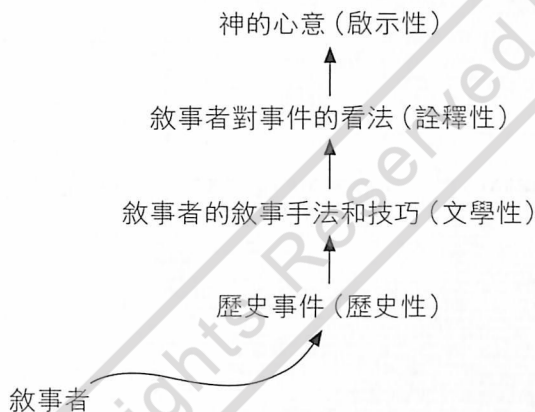 神的心意（啟示性）
敘事者對事件的看法（詮釋性）
敘事者的敘事手法和技巧（文學性）
歷史事件（歷史性）
敘事者
ights Reserved